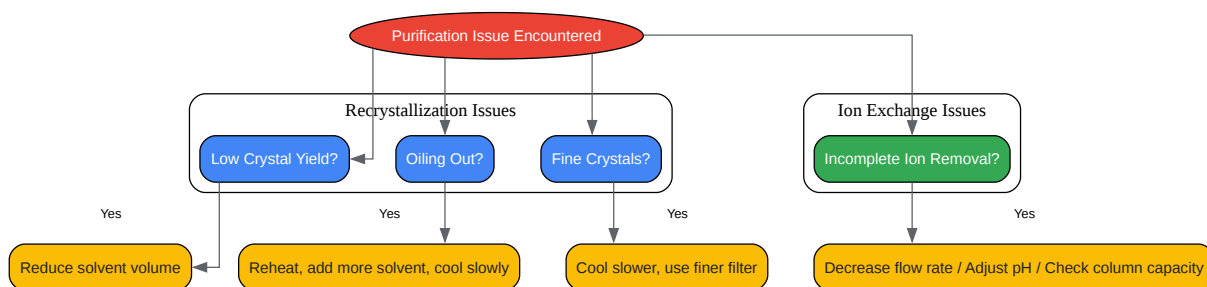 Purification Issue Encountered
Recrystallization Issues
Ion Exchange Issues
Low Crystal Yield?
Oiling Out?
Fine Crystals?
Incomplete Ion Removal?
Yes
Yes
Yes
Yes
Reduce solvent volume
Reheat, add more solvent, cool slowly
Cool slower, use finer filter
Decrease flow rate / Adjust pH / Check column capacity